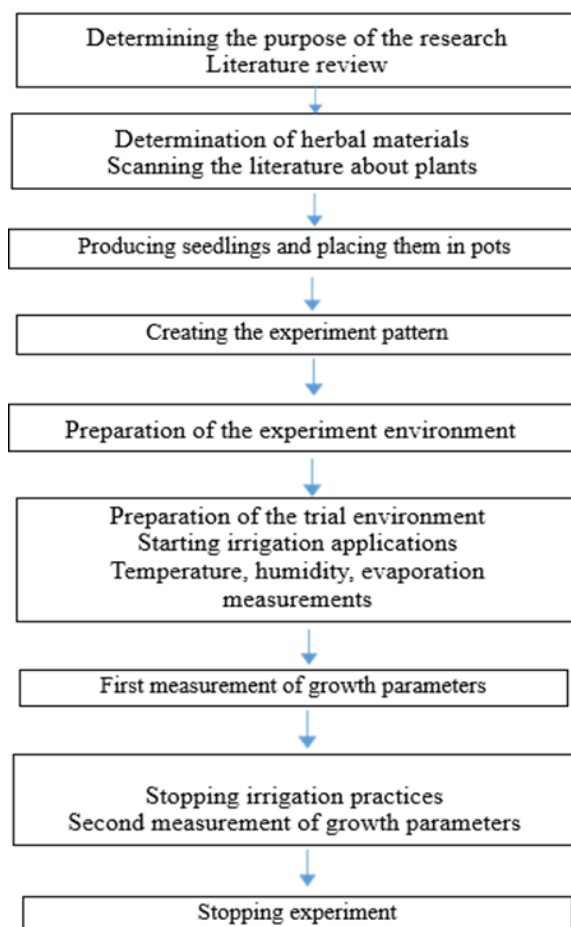 Determining the purpose of the research
Literature review
Determination of herbal materials
Scanning the literature about plants
Producing seedlings and placing them in pots
Creating the experiment pattern
Preparation of the experiment environment
Preparation of the trial environment
Starting irrigation applications
Temperature, humidity, evaporation
measurements
First measurement of growth parameters
Stopping irrigation practices
Second measurement of growth parameters
Stopping experiment